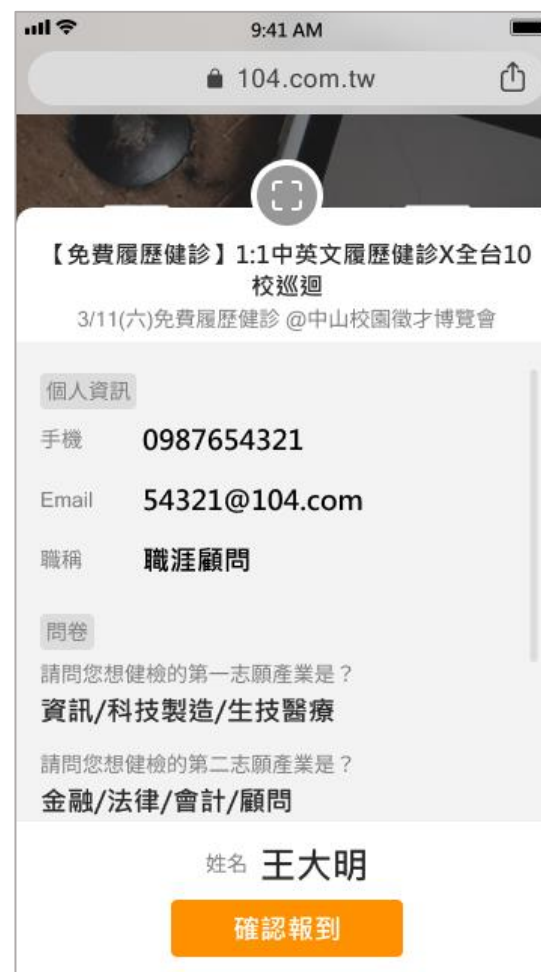 9:41 AM
104.com.tw
【免費履歷健診】1:1中英文履歷健診X全台10
校巡迴
3/11(六)免費履歷健診 @中山校園徵才博覽會
個人資訊
手機 0987654321
Email 54321@104.com
職稱 職涯顧問
問卷
請問您想健檢的第一志願產業是？
資訊/科技製造/生技醫療
請問您想健檢的第二志願產業是？
金融/法律/會計/顧問
姓名 王大明
確認報到